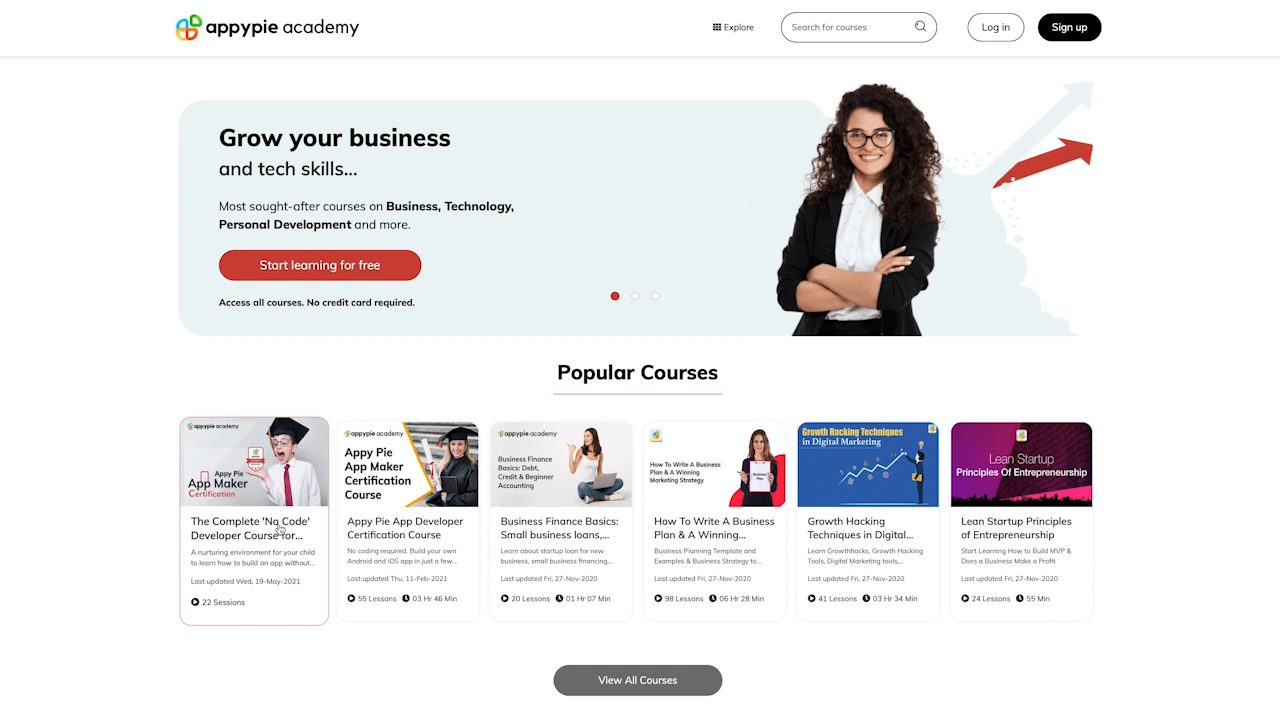 appypie academy
Explore
Search for courses
Log in
Sign up
Grow your business
and tech skills...
Most sought-after courses on Business, Technology,
Personal Development and more.
Start learning for free
Access all courses. No credit card required.
Popular Courses
appypie academy
Appy Pie
App Maker
Certification
The Complete 'No Code'
Developer Course for...
A nurturing environment for your child
to learn how to build an app without...
Last updated Wed, 19-May-2021
22 Sessions
appypie academy
Appy Pie
App Maker
Certification
Course
Appy Pie App Developer
Certification Course
No coding required. Build your own
Android and iOS app in just a few...
Last updated Thu, 11-Feb-2021
55 Lessons 03 Hr 46 Min
appypie academy
Business Finance
Basics: Debt,
Credit & Beginner
Accounting
Business Finance Basics:
Small business loans,...
Learn about startup loan for new
business, small business financing,...
Last updated Fri, 27-Nov-2020
20 Lessons 01 Hr 07 Min
How To Write A Business
Plan & A Winning
Marketing Strategy
Business
Plan
How To Write A Business
Plan & A Winning...
Business Planning Template and
Examples & Business Strategy to...
Last updated Fri, 27-Nov-2020
98 Lessons 06 Hr 28 Min
Growth Hacking Techniques
in Digital Marketing
Growth Hacking
Techniques in Digital...
Learn Growthhacks, Growth Hacking
Tools, Digital Marketing tools,...
Last updated Fri, 27-Nov-2020
41 Lessons 03 Hr 34 Min
Lean Startup
Principles Of Entrepreneurship
Lean Startup Principles
of Entrepreneurship
Start Learning How to Build MVP &
Does a Business Make a Profit
Last updated Fri, 27-Nov-2020
24 Lessons 55 Min
View All Courses